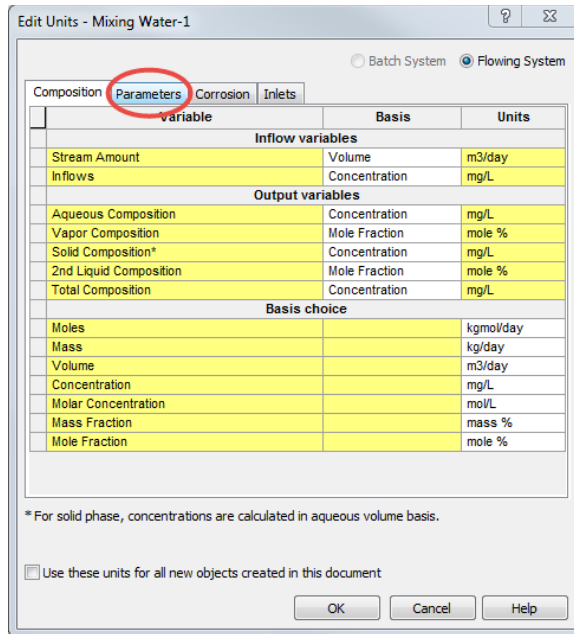 Edit Units - Mixing Water-1
Batch System Flowing System
Composition Parameters Corrosion Inlets
Variable Basis Units
Inflow variables
Stream Amount Volume m3/day
Inflows Concentration mg/L
Output variables
Aqueous Composition Concentration mg/L
Vapor Composition Mole Fraction mole %
Solid Composition* Concentration mg/L
2nd Liquid Composition Mole Fraction mole %
Total Composition Concentration mg/L
Basis choice
Moles kgmol/day
Mass kg/day
Volume m3/day
Concentration mg/L
Molar Concentration mol/L
Mass Fraction mass %
Mole Fraction mole %
* For solid phase, concentrations are calculated in aqueous volume basis.
Use these units for all new objects created in this document
OK Cancel Help